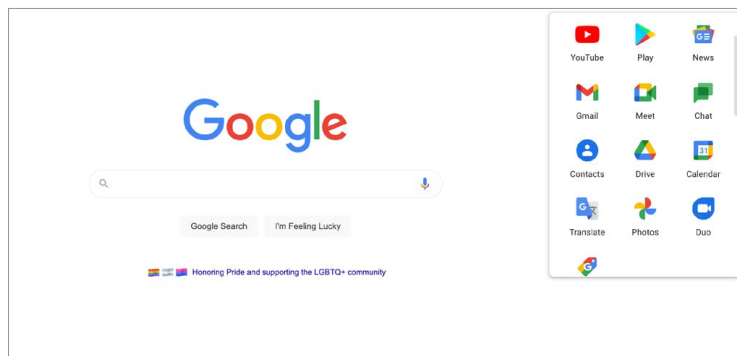 YouTube Play News
Google
Gmail Meet Chat
Contacts Drive Calendar
31
Google Search I'm Feeling Lucky
Translate Photos Duo
Honoring Pride and supporting the LGBTQ+ community